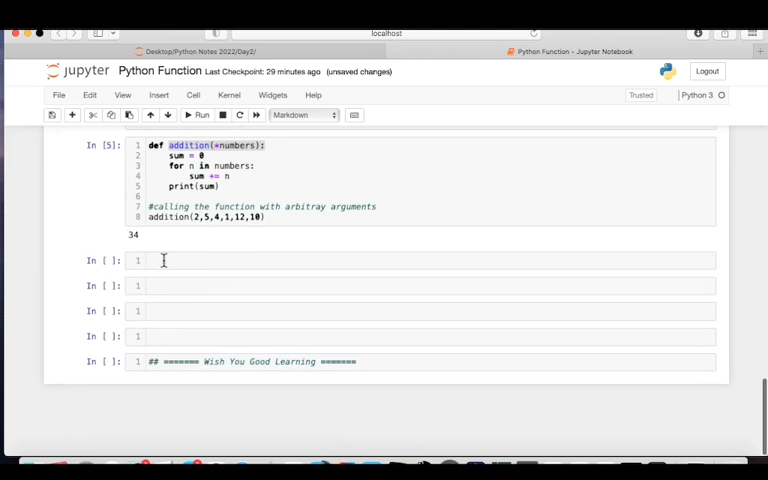 localhost
Desktop/Python Notes 2022/Day2/
Python Function - Jupyter Notebook
jupyter Python Function Last Checkpoint: 29 minutes ago (unsaved changes)
Logout
File Edit View Insert Cell Kernel Widgets Help
Trusted
Python 3
Run
Markdown
In [5]:
1 def addition(*numbers):
2 sum = 0
3 for n in numbers:
4 sum += n
5 print(sum)
6
7 #calling the function with arbitray arguments
8 addition(2,5,4,1,12,10)
34
In [ ]: 1
In [ ]: 1
In [ ]: 1
In [ ]: 1
In [ ]: 1 ## ======= Wish You Good Learning =======